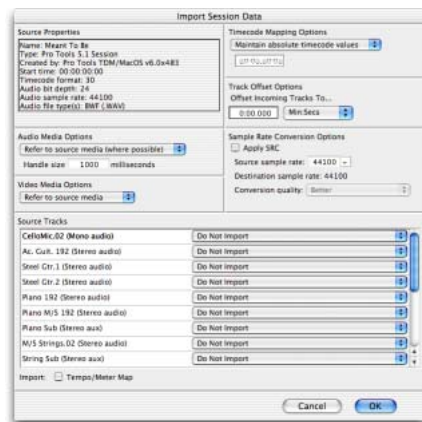 Import Session Data
Source Properties
Name: Meant To Be
Type: Pro Tools 5.1 Session
Created by: Pro Tools TDM/MacOS v6.0x483
Start time: 00:00:00:00
Timecode format: 30
Audio bit depth: 24
Audio sample rate: 44100
Audio file type(s): BWF (.WAV)
Audio Media Options
Refer to source media (where possible)
Handle size 1000 milliseconds
Video Media Options
Refer to source media
Timecode Mapping Options
Maintain absolute timecode values
Track Offset Options
Offset Incoming Tracks To...
0:00.000 Min:Secs
Sample Rate Conversion Options
Apply SRC
Source sample rate: 44100
Destination sample rate: 44100
Conversion quality: Better
Source Tracks
CelloMic.02 (Mono audio) Do Not Import
Ac. Guit. 192 (Stereo audio) Do Not Import
Steel Gtr.1 (Stereo audio) Do Not Import
Steel Gtr.2 (Stereo audio) Do Not Import
Piano 192 (Stereo audio) Do Not Import
Piano M/S 192 (Stereo audio) Do Not Import
Piano Sub (Stereo aux) Do Not Import
M/S Strings.02 (Stereo audio) Do Not Import
String Sub (Stereo aux) Do Not Import
Import: Tempo/Meter Map
Cancel OK